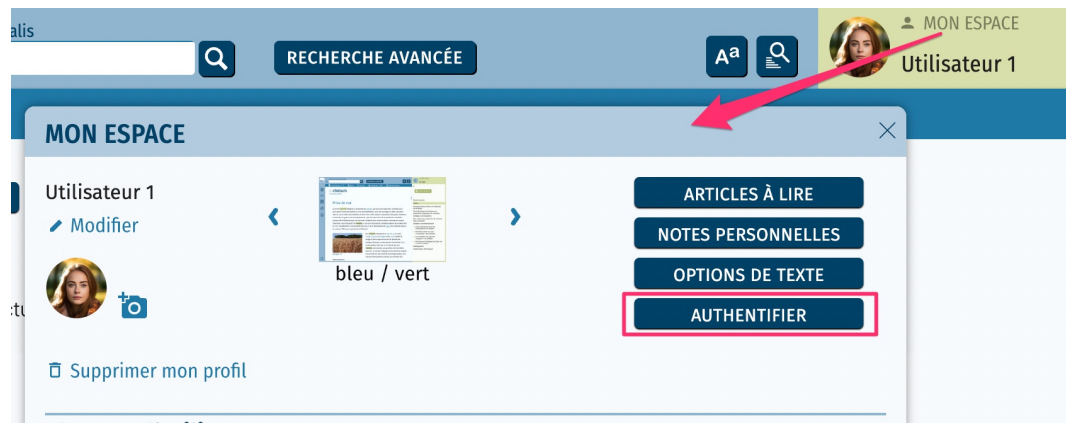 alis
RECHERCHE AVANCÉE
Aa
MON ESPACE
Utilisateur 1
MON ESPACE
Utilisateur 1
Modifier
bleu / vert
Supprimer mon profil
ARTICLES À LIRE
NOTES PERSONNELLES
OPTIONS DE TEXTE
AUTHENTIFIER